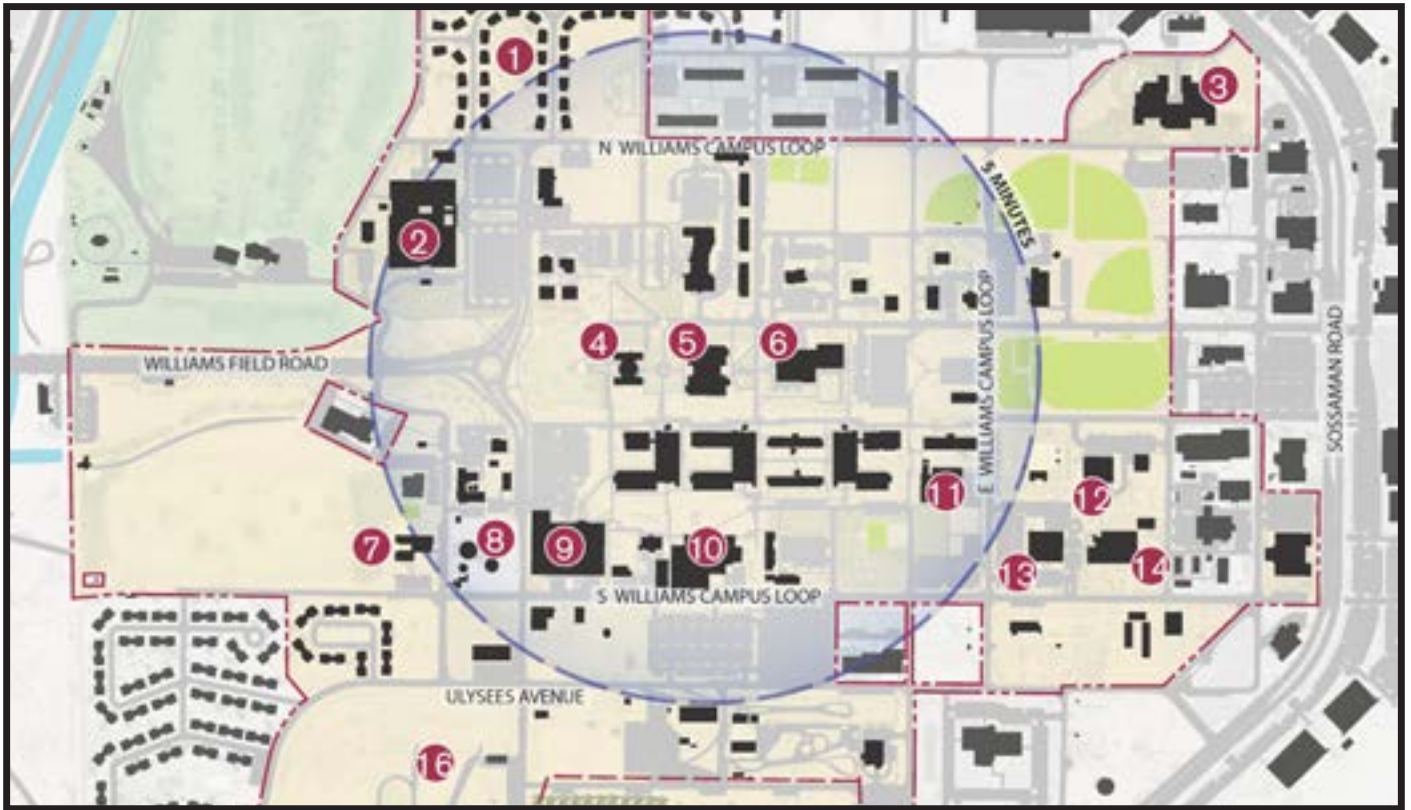 1
3
N WILLIAMS CAMPUS LOOP
5 MINUTES
2
4
5
6
WILLIAMS FIELD ROAD
E WILLIAMS CAMPUS LOOP
SOSSAMAN ROAD
11
12
7
8
9
10
13
14
S WILLIAMS CAMPUS LOOP
ULYSEES AVENUE
16